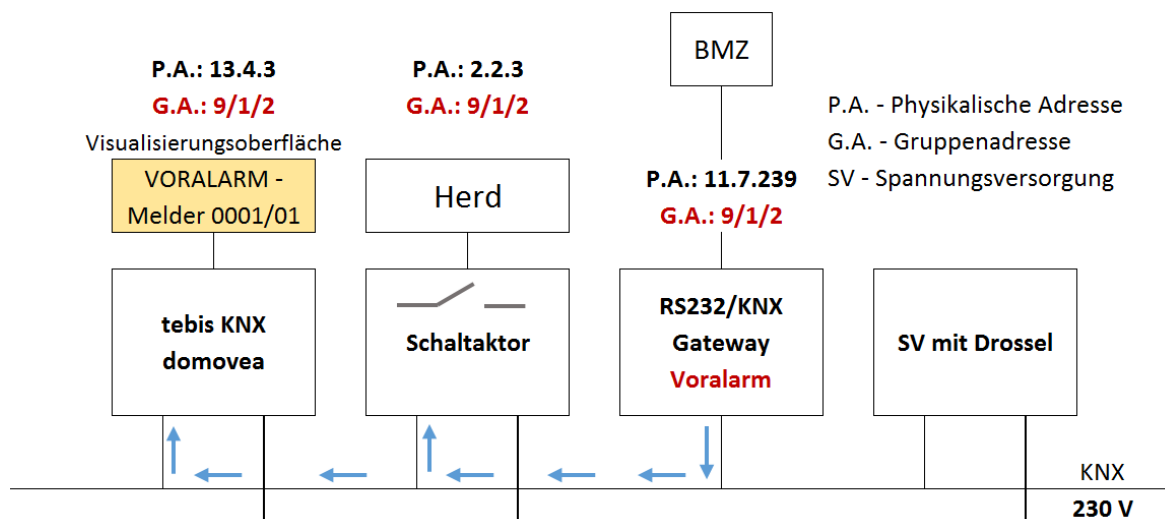 P.A.: 13.4.3
G.A.: 9/1/2
Visualisierungsoberfläche
VORALARM -
Melder 0001/01
tebis KNX
domovea
P.A.: 2.2.3
G.A.: 9/1/2
Herd
Schaltaktor
BMZ
P.A.: 11.7.239
G.A.: 9/1/2
RS232/KNX
Gateway
Voralarm
P.A. - Physikalische Adresse
G.A. - Gruppenadresse
SV - Spannungsversorgung
SV mit Drossel
KNX
230 V